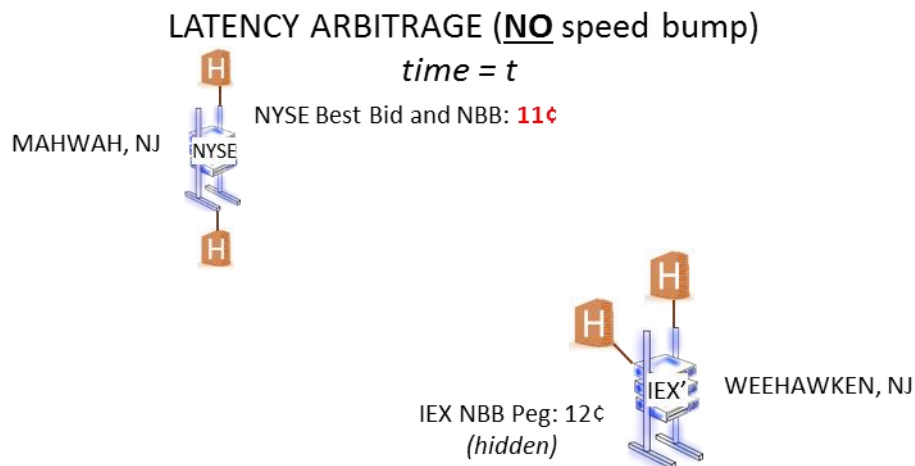 LATENCY ARBITRAGE (NO speed bump)
time = t
H
NYSE Best Bid and NBB: 11¢
MAHWAH, NJ
NYSE
H
H
H
IEX’
WEEHAWKEN, NJ
IEX NBB Peg: 12¢
(hidden)